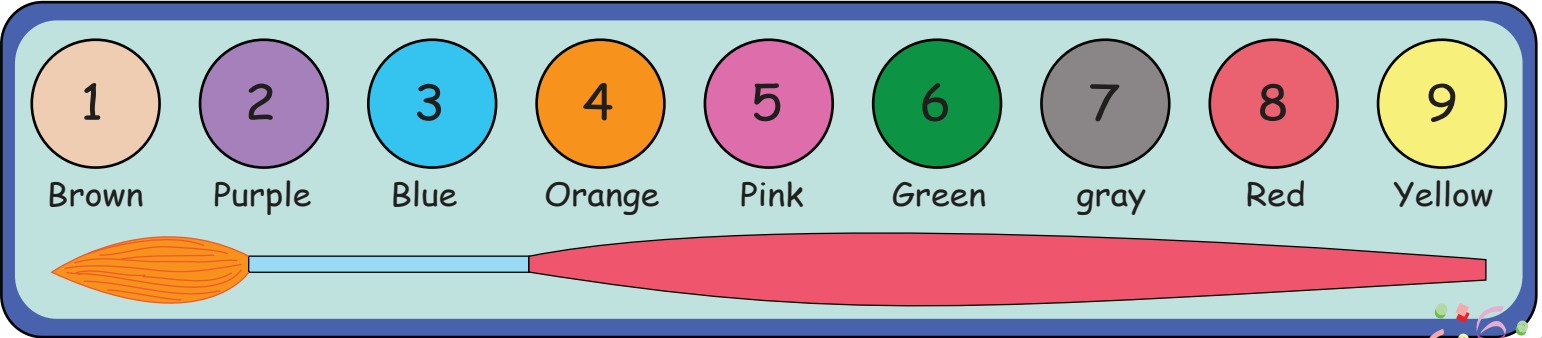 1 2 3 4 5 6 7 8 9
Brown Purple Blue Orange Pink Green gray Red Yellow